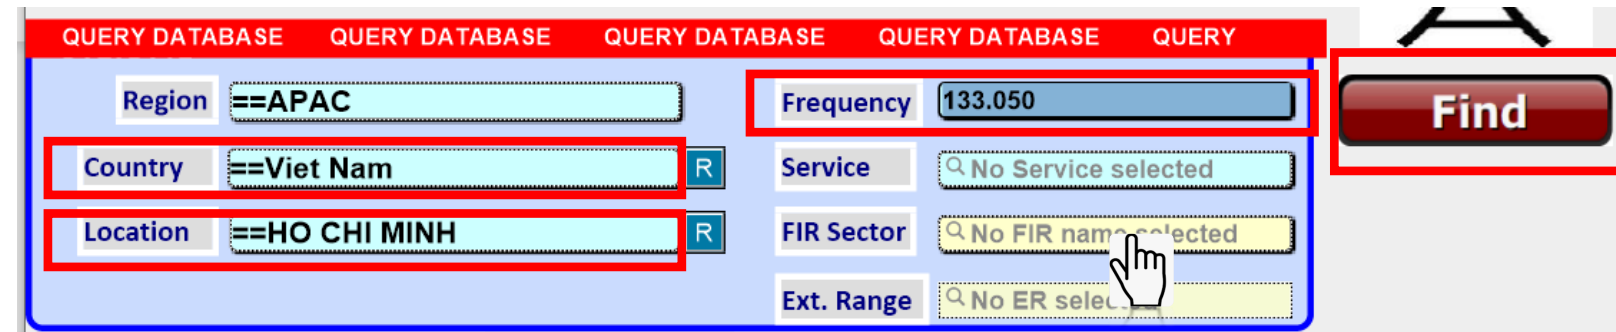 QUERY DATABASE QUERY DATABASE QUERY DATABASE QUERY DATABASE QUERY
Region ==APAC
Frequency 133.050
Find
Country ==Viet Nam R
Service No Service selected
Location ==HO CHI MINH R
FIR Sector No FIR name selected
Ext. Range No ER